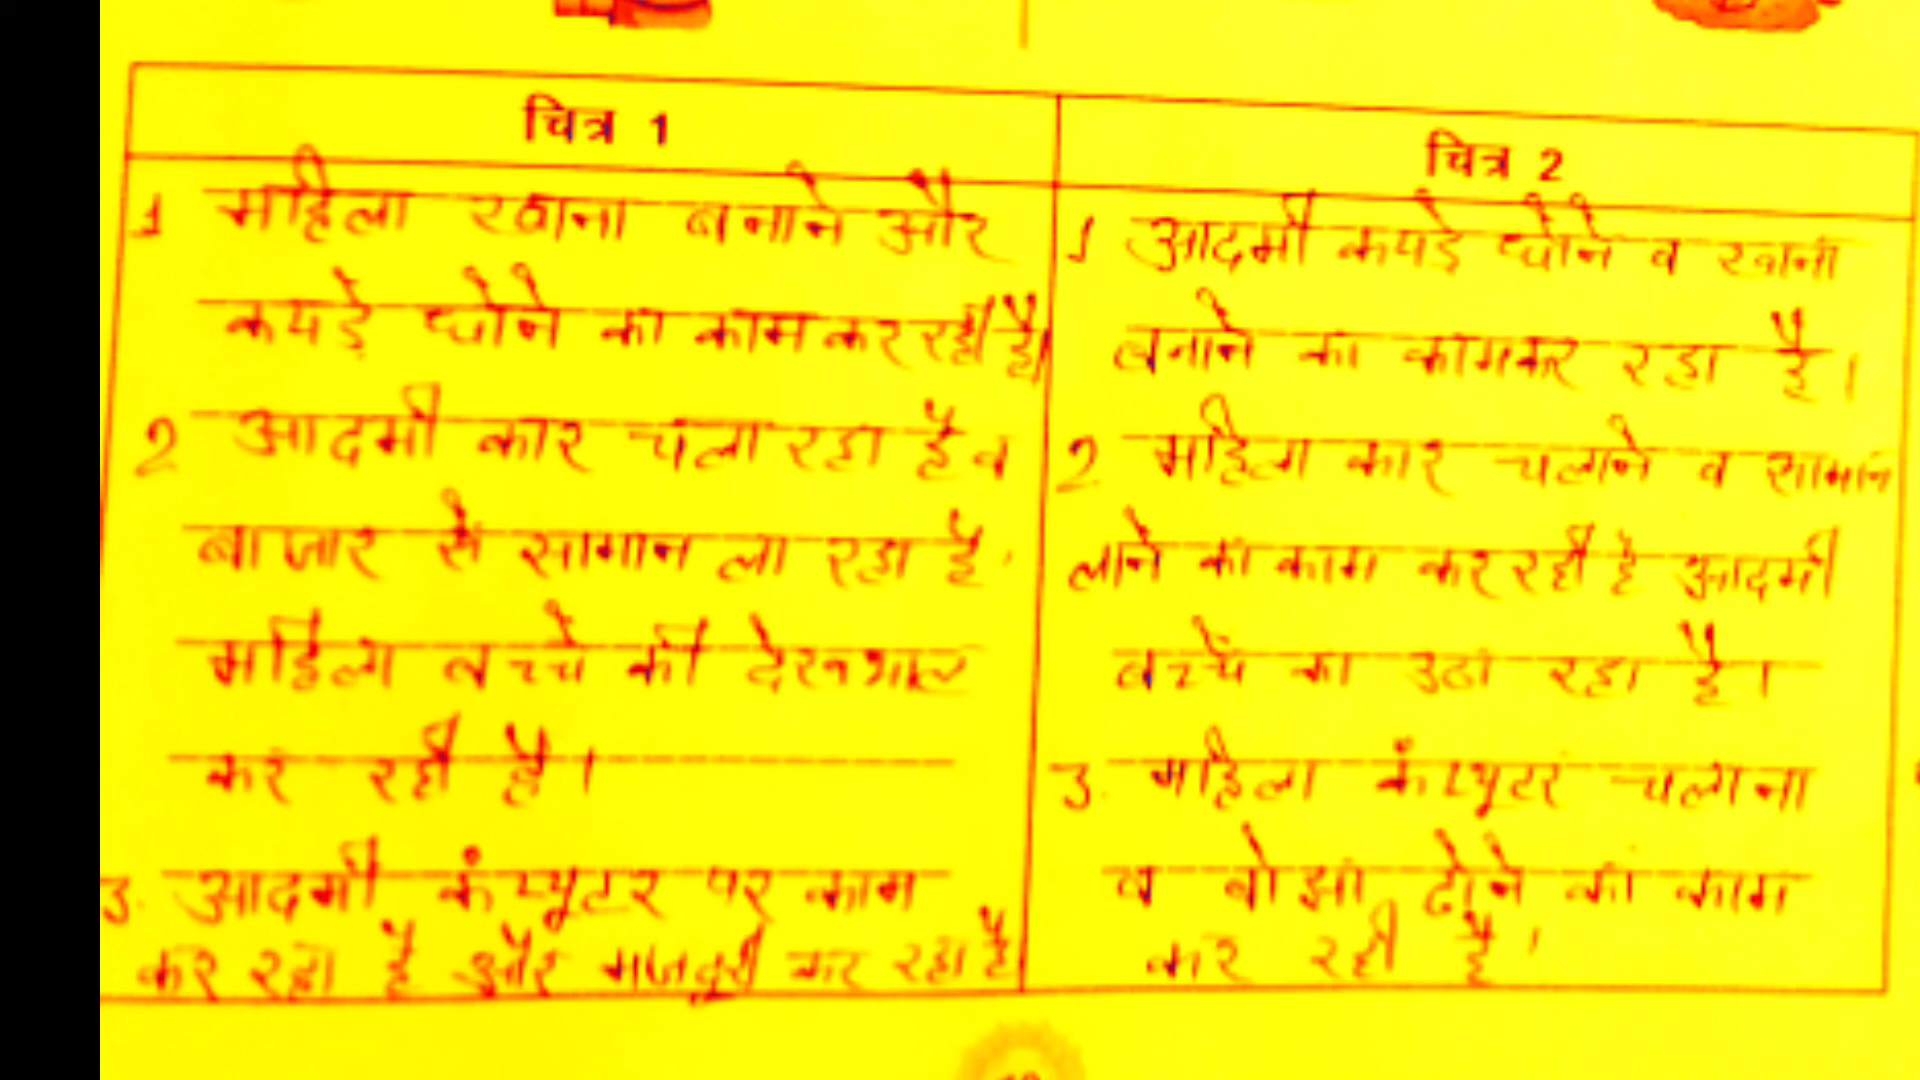 चित्र 1
1 महिला खाना बनाने और
कपडे़ धोने का काम कर रही है।
2 आदमी कार चला रहा है व
बाजार से सामान ला रहा है
महिला बच्चे की देखभाल
कर रही है।
3. आदमी कंप्यूटर पर काम
कर रहा है और मजदूरी कर रहा है
चित्र 2
1 आदमी कपडे़ धोने व खाना
बनाने का काम कर रहा है।
2. महिला कार चलाने व सामान
लाने का काम कर रही है आदमी
बच्चे का उठा रहा है।
3. महिला कंप्यूटर चलाना
व बोझा ढोने का काम
कर रही है।